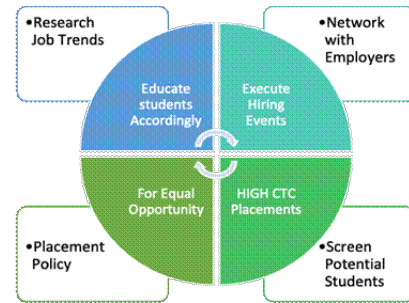 •Research
Job Trends
•Network
with
Employers
Educate
students
Accordingly
Execute
Hiring
Events
For Equal
Opportunity
HIGH CTC
Placements
•Placement
Policy
•Screen
Potential
Students